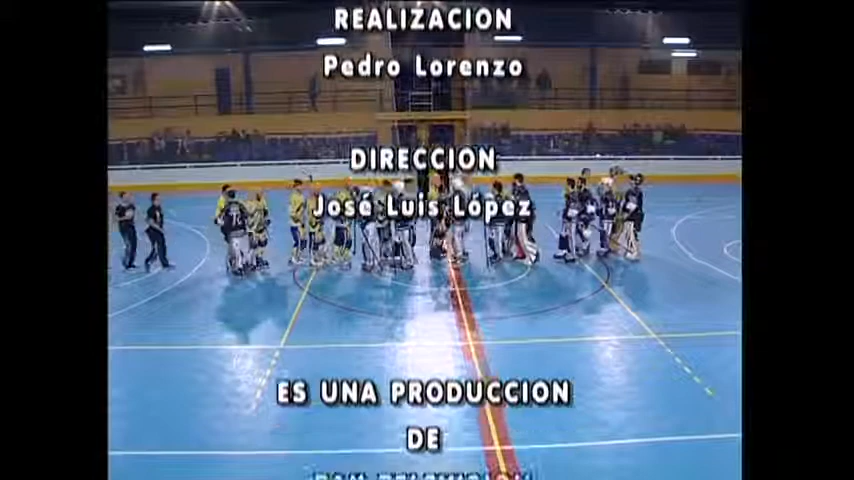 REALIZACION
Pedro Lorenzo
DIRECCION
José Luis López
ES UNA PRODUCCION
DE